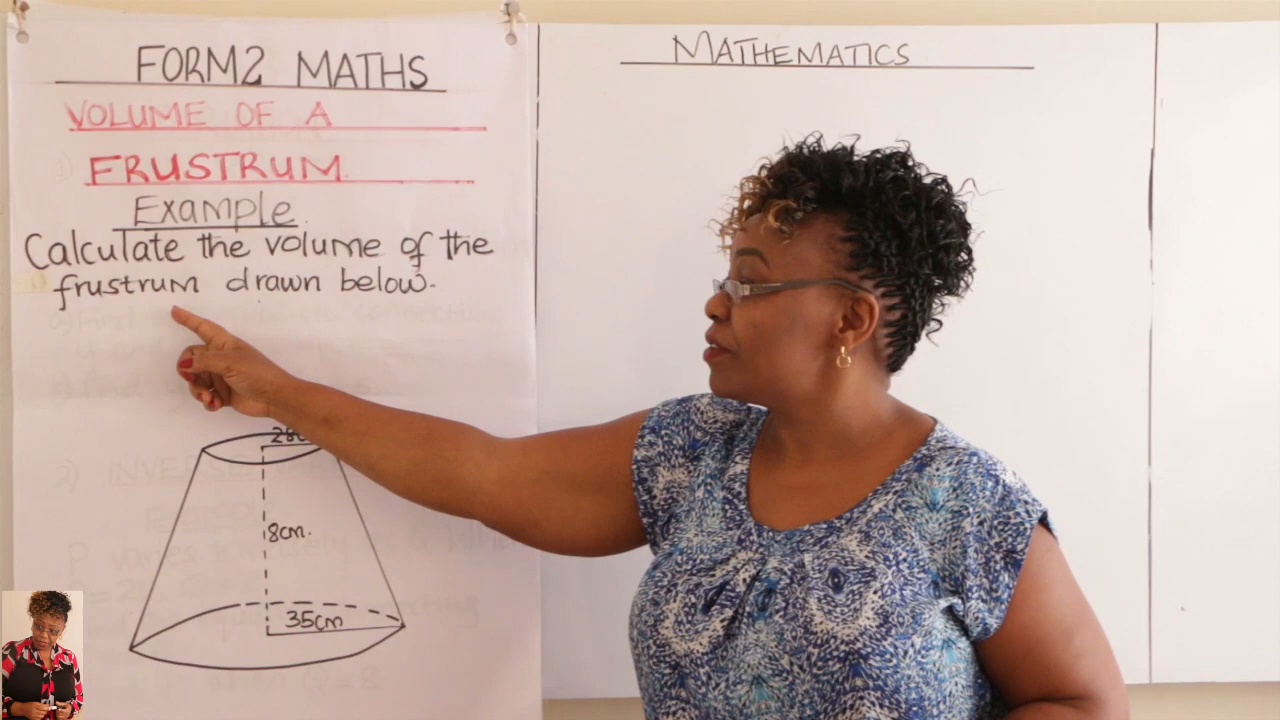 FORM2 MATHS
VOLUME OF A
FRUSTRUM
Example
Calculate the volume of the
frustrum drawn below.
8cm.
35cm
MATHEMATICS